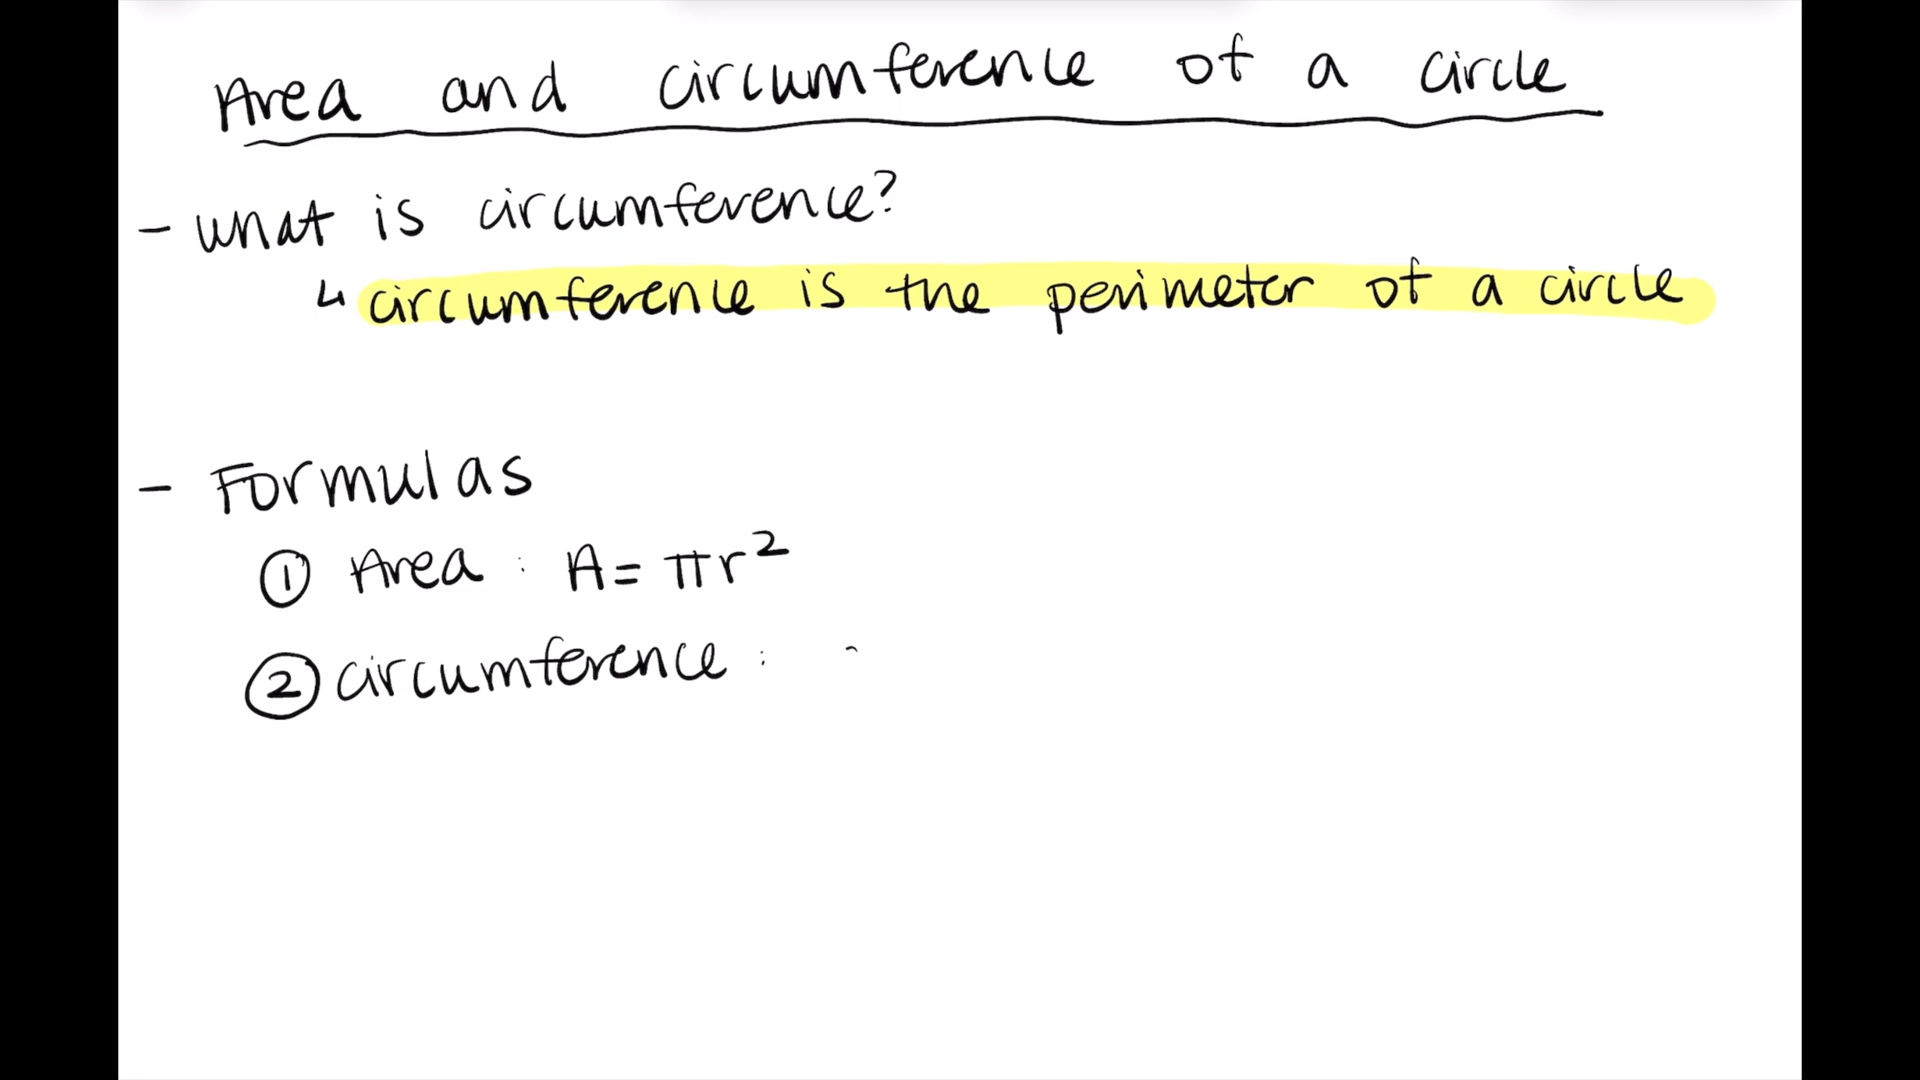 Area and circumference of a circle
- What is circumference?
↳ circumference is the perimeter of a circle
- Formulas
① Area : A = πr²
② circumference :